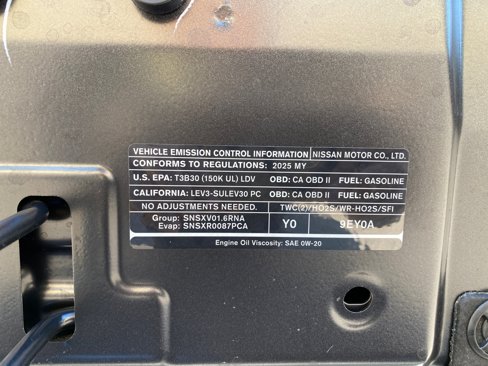 VEHICLE EMISSION CONTROL INFORMATION NISSAN MOTOR CO., LTD.
CONFORMS TO REGULATIONS: 2025 MY
U.S. EPA: T3B30 (150K UL) LDV OBD: CA OBD II FUEL: GASOLINE
CALIFORNIA: LEV3-SULEV30 PC OBD: CA OBD II FUEL: GASOLINE
NO ADJUSTMENTS NEEDED. TWC(2)/HO2S/WR-HO2S/SFI
Group: SNSXV01.6RNA
Evap: SNSXR0087PCA
Y0 9EY0A
Engine Oil Viscosity: SAE 0W-20